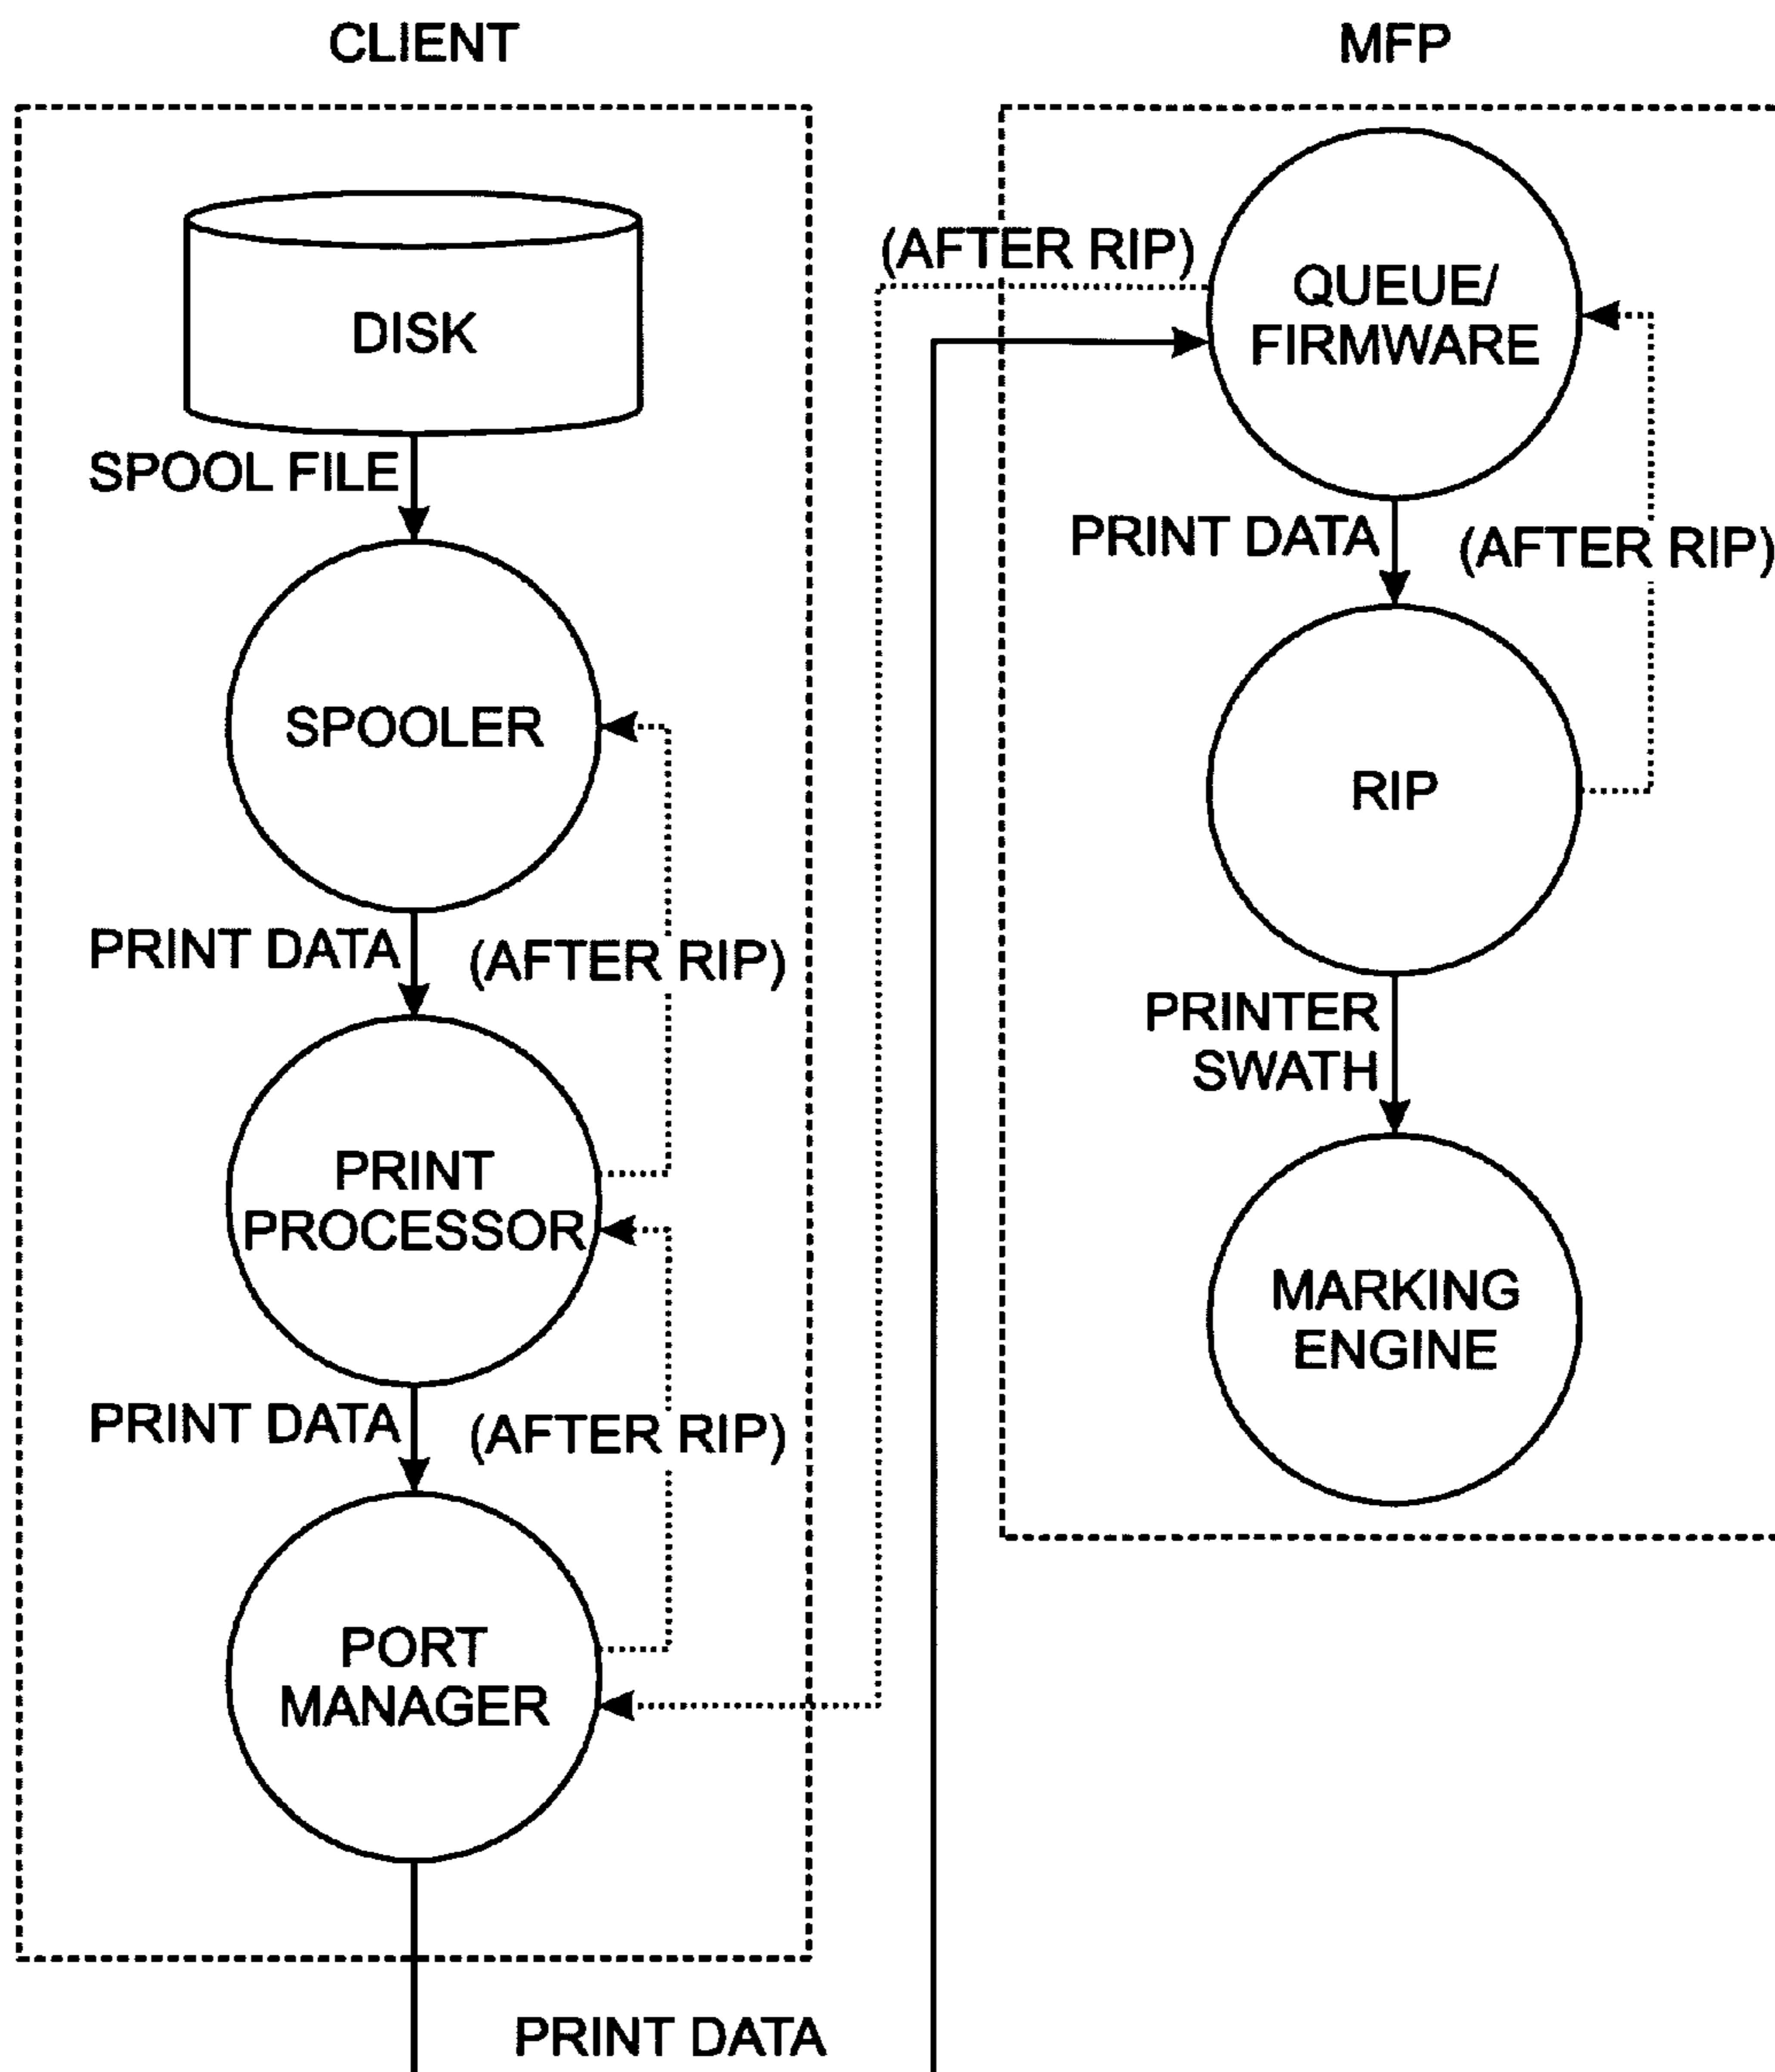 CLIENT
DISK
SPOOL FILE
SPOOLER
PRINT DATA
(AFTER RIP)
PRINT
PROCESSOR
PRINT DATA
(AFTER RIP)
PORT
MANAGER
PRINT DATA
MFP
(AFTER RIP)
QUEUE/
FIRMWARE
PRINT DATA
(AFTER RIP)
RIP
PRINTER
SWATH
MARKING
ENGINE